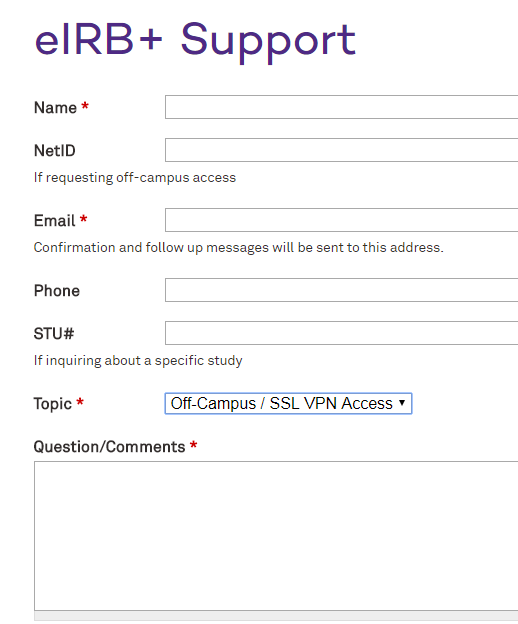 eIRB+ Support
Name *
NetID
If requesting off-campus access
Email *
Confirmation and follow up messages will be sent to this address.
Phone
STU#
If inquiring about a specific study
Topic * Off-Campus / SSL VPN Access
Question/Comments *